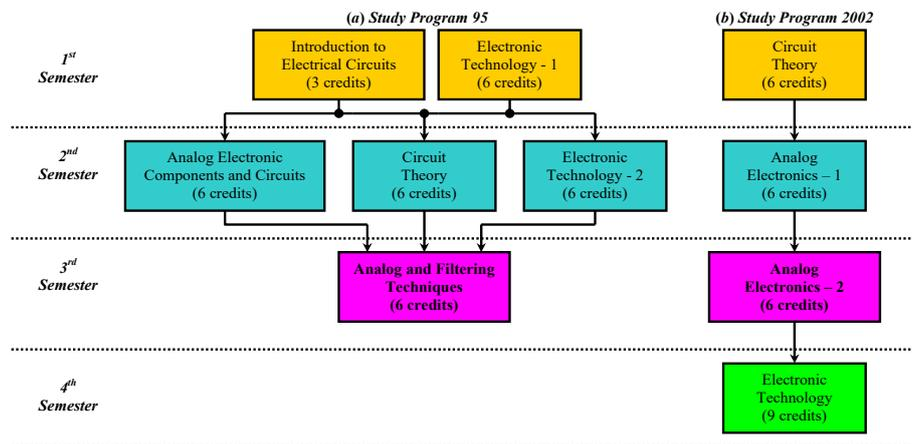 (a) Study Program 95
(b) Study Program 2002
1st
Semester
Introduction to
Electrical Circuits
(3 credits)
Electronic
Technology - 1
(6 credits)
Circuit
Theory
(6 credits)
2nd
Semester
Analog Electronic
Components and Circuits
(6 credits)
Circuit
Theory
(6 credits)
Electronic
Technology - 2
(6 credits)
Analog
Electronics – 1
(6 credits)
3rd
Semester
Analog and Filtering
Techniques
(6 credits)
Analog
Electronics – 2
(6 credits)
4th
Semester
Electronic
Technology
(9 credits)